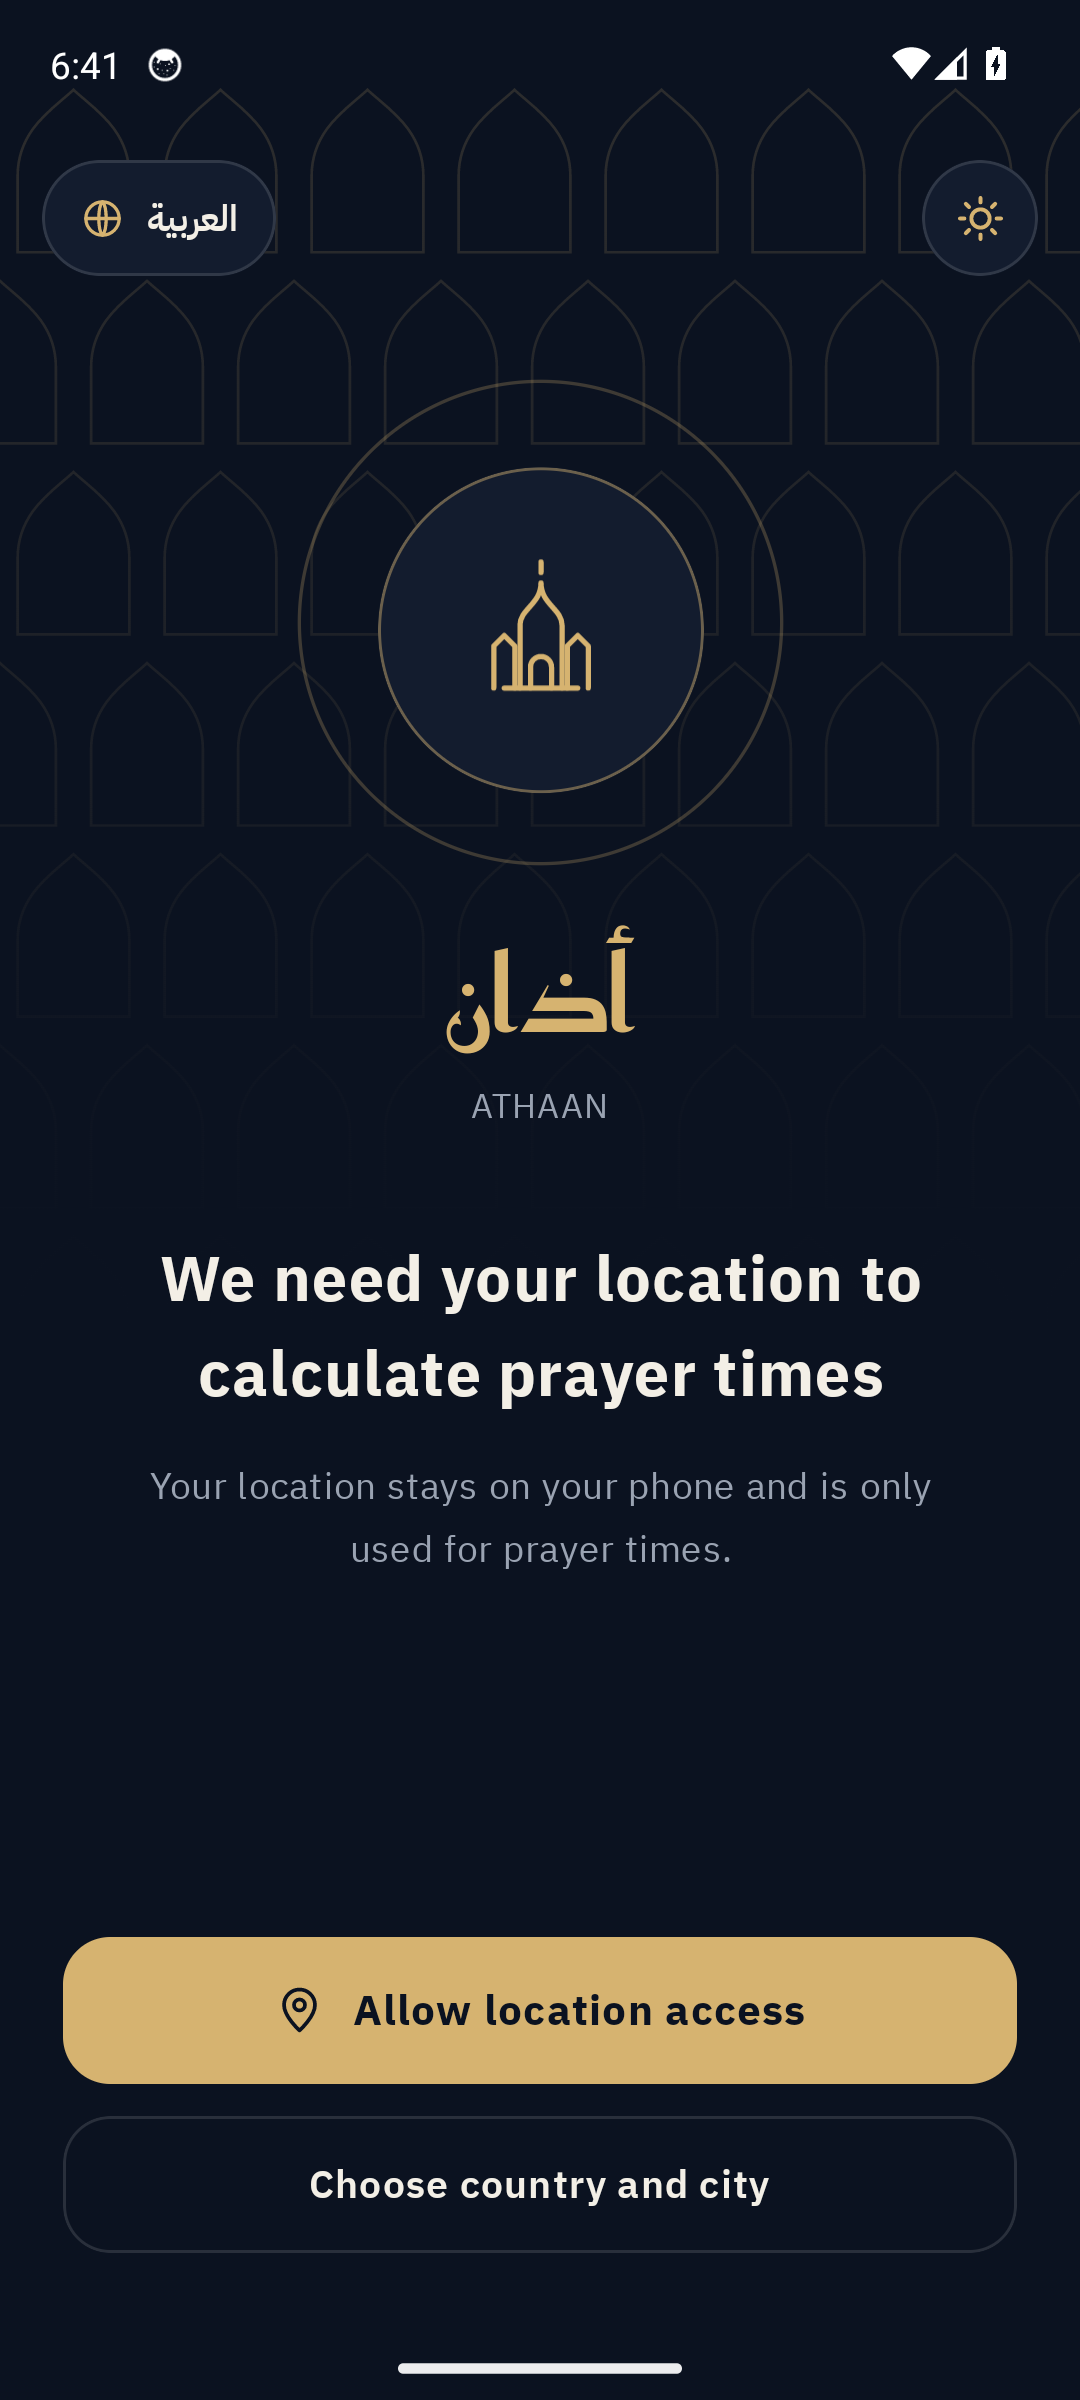 6:41
العربية
أذان
ATHAAN
We need your location to
calculate prayer times
Your location stays on your phone and is only
used for prayer times.
Allow location access
Choose country and city